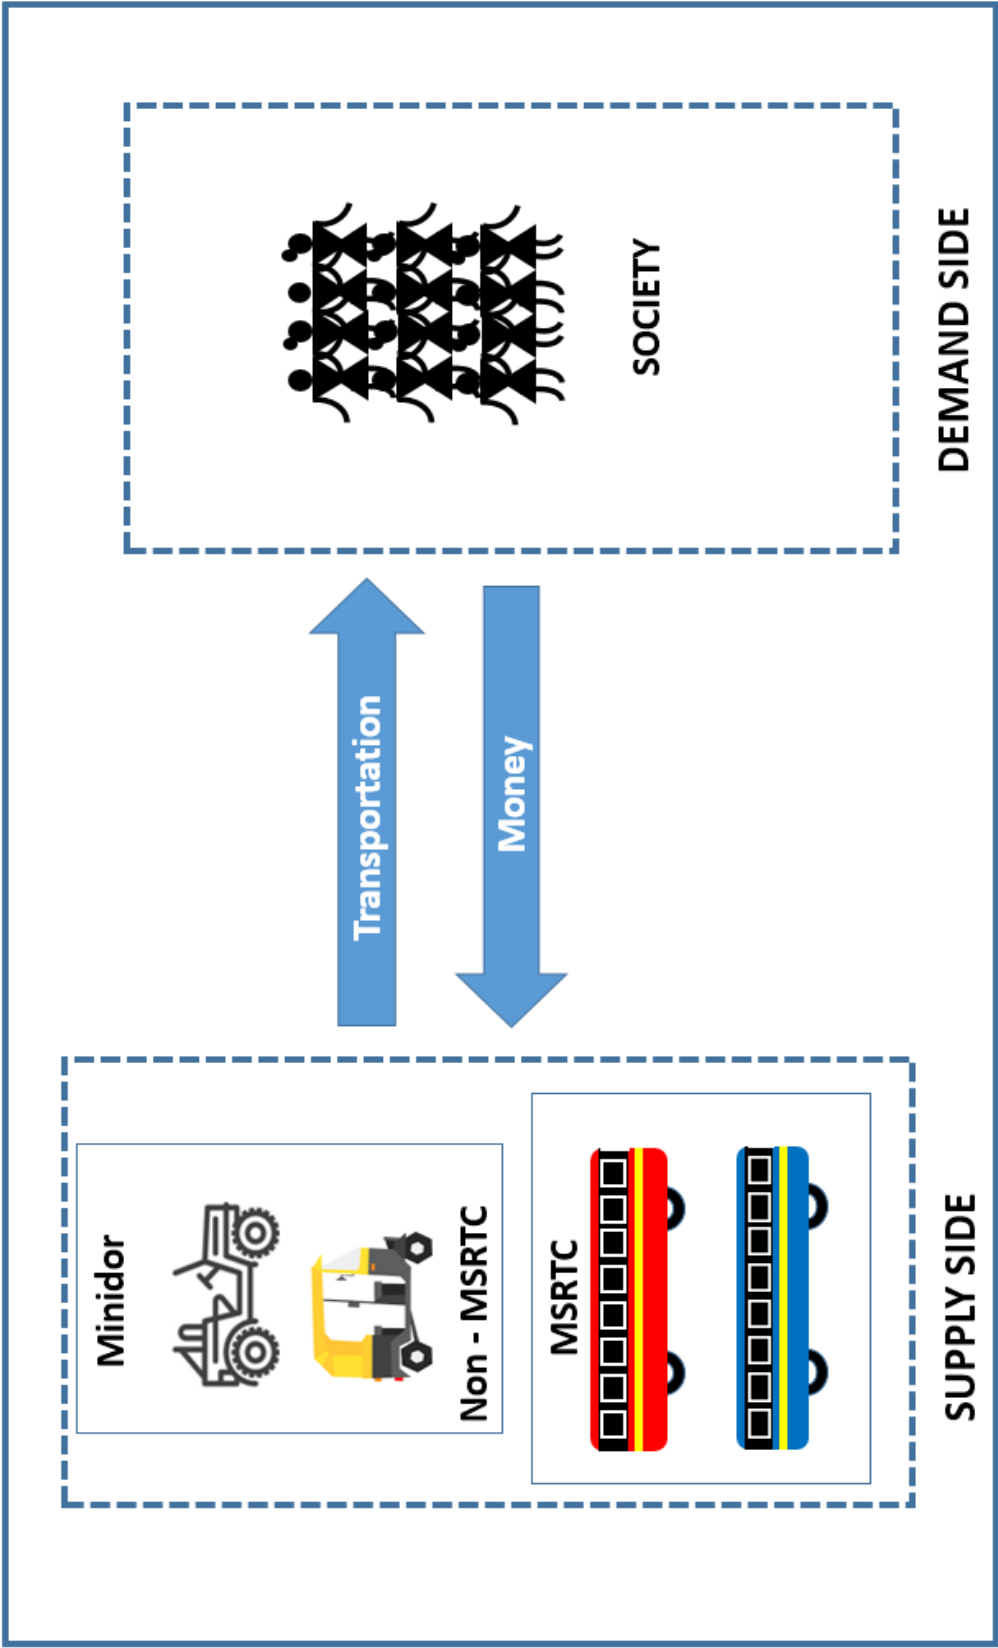 Minidor
Non - MSRTC
MSRTC
SUPPLY SIDE
Transportation
Money
SOCIETY
DEMAND SIDE